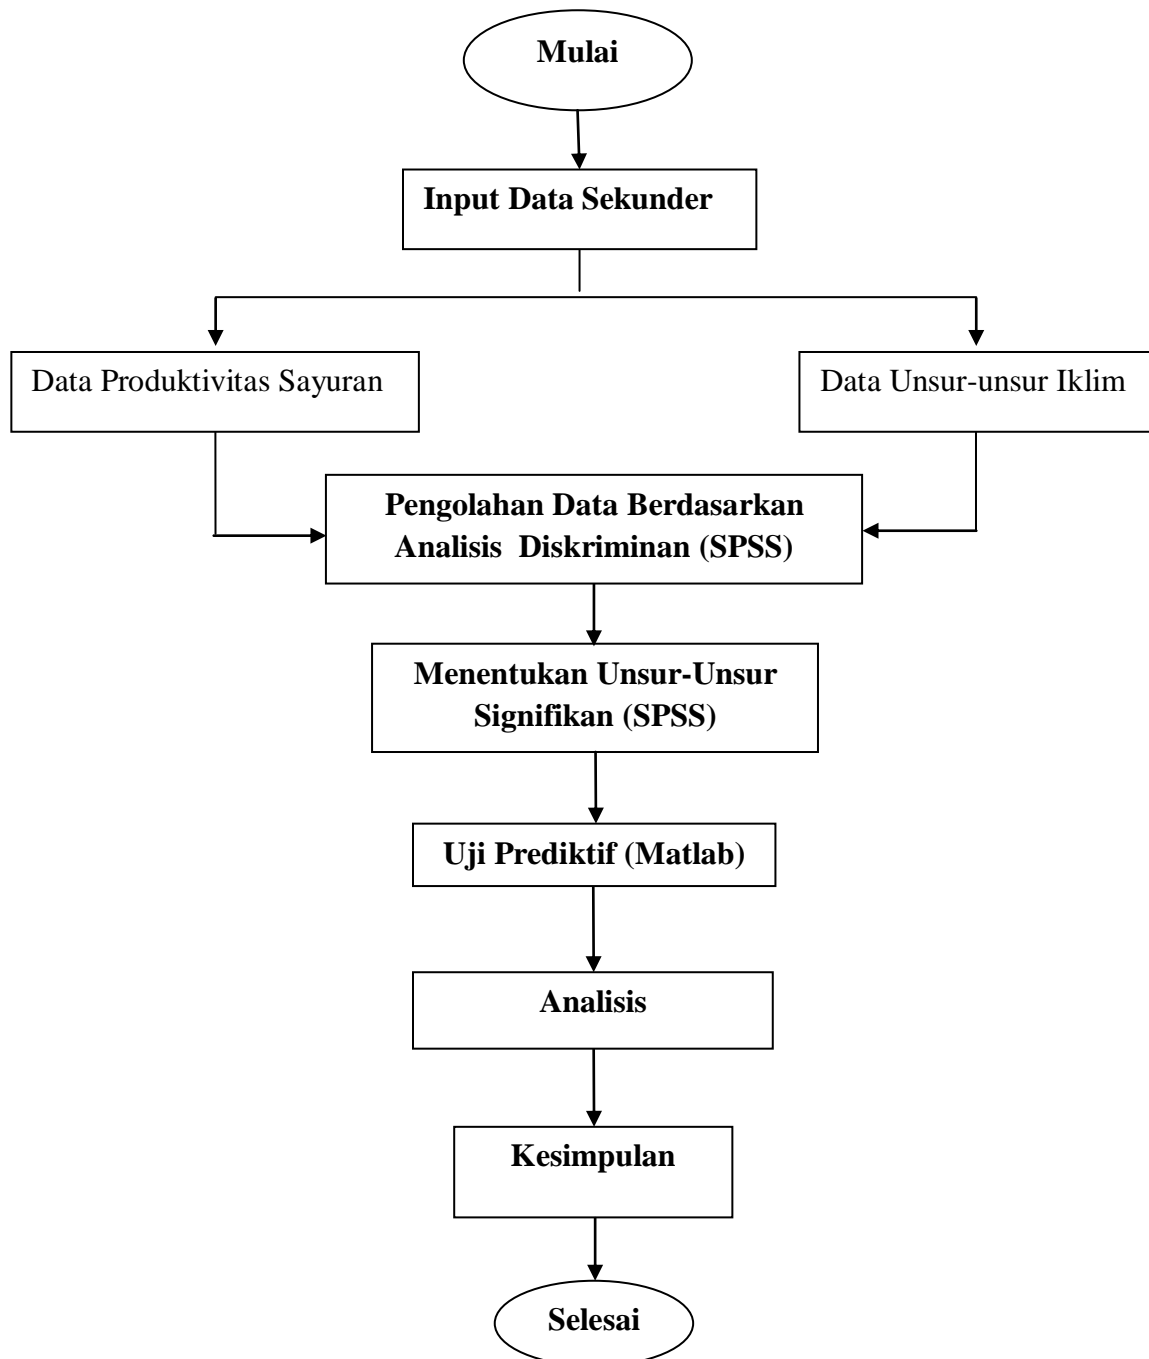 Mulai
Input Data Sekunder
Data Produktivitas Sayuran
Data Unsur-unsur Iklim
Pengolahan Data Berdasarkan
Analisis Diskriminan (SPSS)
Menentukan Unsur-Unsur
Signifikan (SPSS)
Uji Prediktif (Matlab)
Analisis
Kesimpulan
Selesai